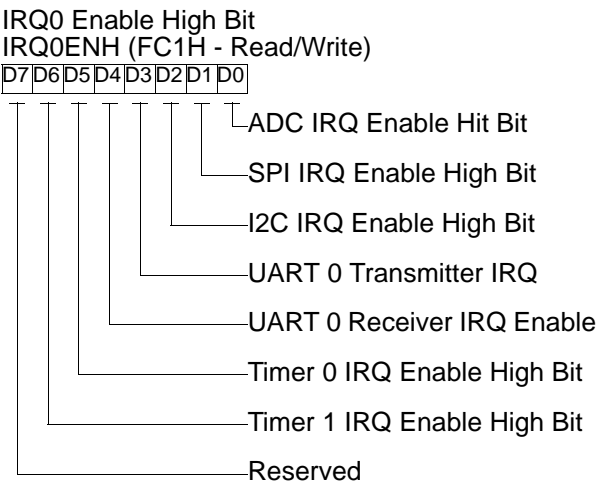 IRQ0 Enable High Bit
IRQ0ENH (FC1H - Read/Write)
D7 D6 D5 D4 D3 D2 D1 D0
ADC IRQ Enable Hit Bit
SPI IRQ Enable High Bit
I2C IRQ Enable High Bit
UART 0 Transmitter IRQ
UART 0 Receiver IRQ Enable
Timer 0 IRQ Enable High Bit
Timer 1 IRQ Enable High Bit
Reserved